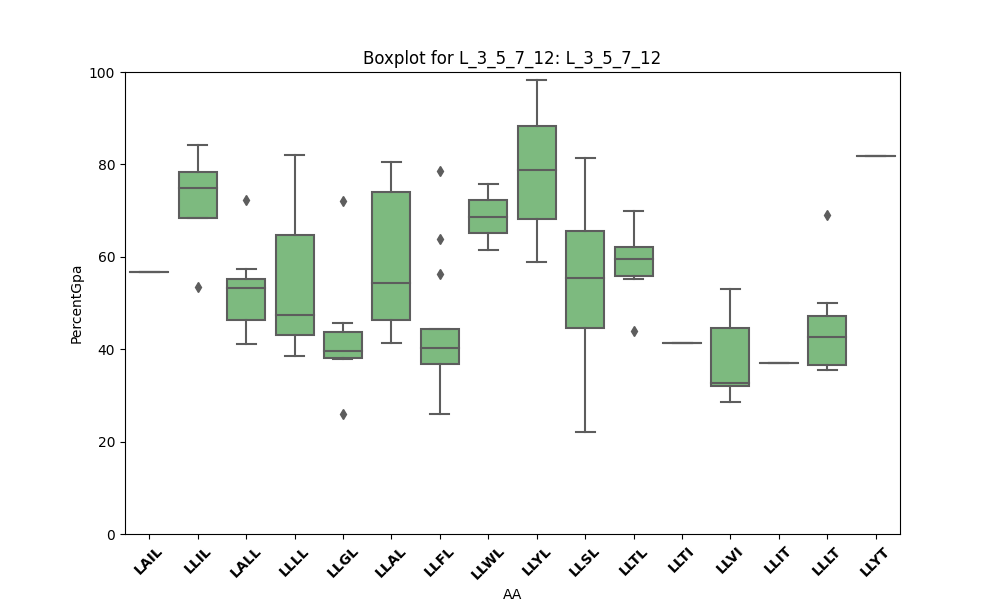 Boxplot for L_3_5_7_12: L_3_5_7_12
PercentGpa
100
80
60
40
20
0
LAIL LLIL LALL LLLL LLGL LLAL LLFL LLWL LLYL LLSL LLTL LLTI LLVI LLIT LLLT LLYT
AA